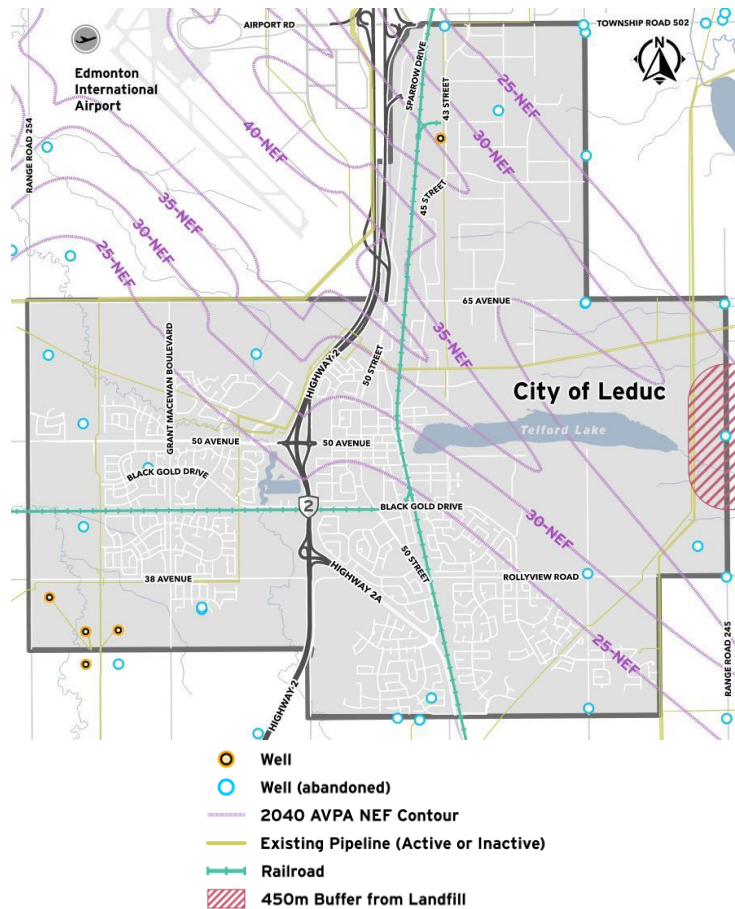 AIRPORT RD
TOWNSHIP ROAD 502
Edmonton
International
Airport
N
SPARROW DRIVE
43 STREET
25-NEF
40-NEF
30-NEF
RANGE ROAD 254
45 STREET
35-NEF
30-NEF
25-NEF
65 AVENUE
35-NEF
GRANT MACEWAN BOULEVARD
HIGHWAY 2
50 STREET
City of Leduc
Telford Lake
50 AVENUE
50 AVENUE
BLACK GOLD DRIVE
2
BLACK GOLD DRIVE
30-NEF
50 STREET
38 AVENUE
HIGHWAY 2A
ROLLYVIEW ROAD
25-NEF
RANGE ROAD 245
HIGHWAY 2
Well
Well (abandoned)
2040 AVPA NEF Contour
Existing Pipeline (Active or Inactive)
Railroad
450m Buffer from Landfill